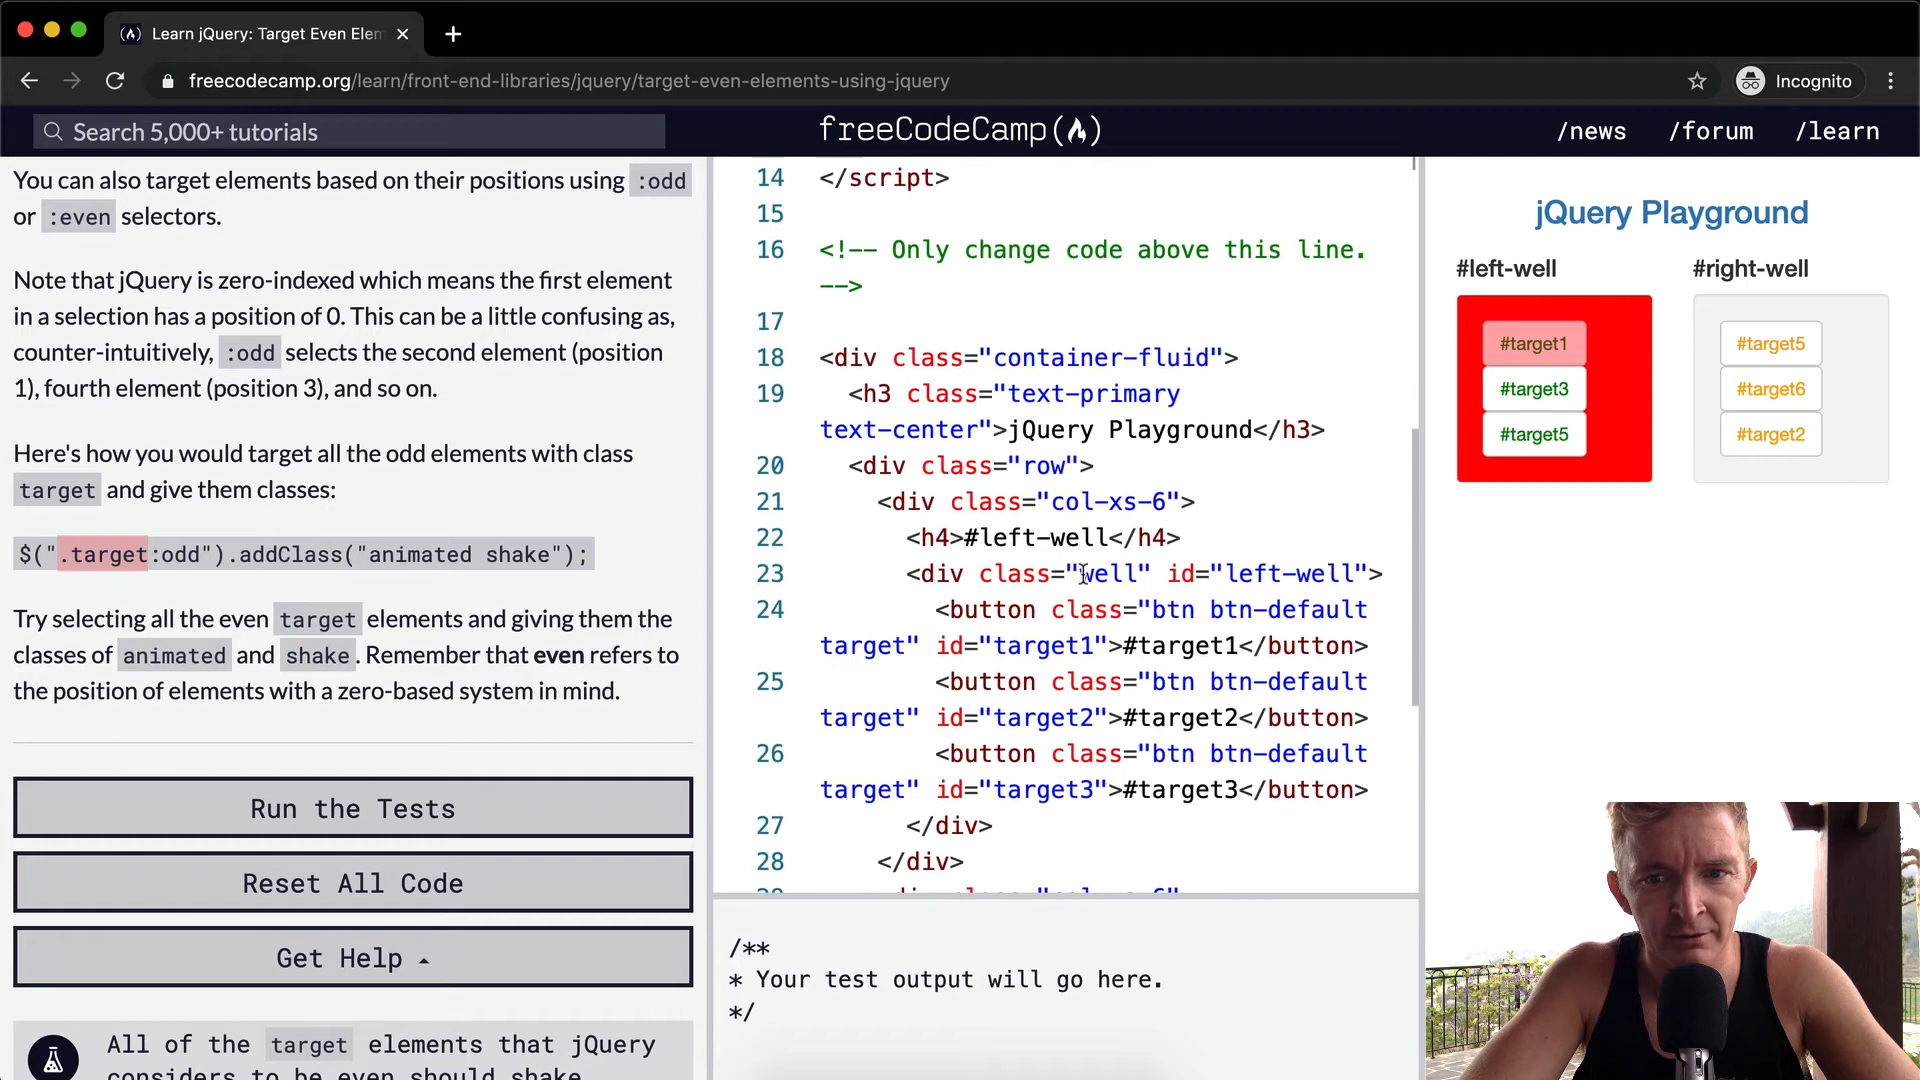 Learn jQuery: Target Even Elem
freecodecamp.org/learn/front-end-libraries/jquery/target-even-elements-using-jquery
Incognito
Search 5,000+ tutorials
freeCodeCamp
/news
/forum
/learn
You can also target elements based on their positions using :odd
or :even selectors.
Note that jQuery is zero-indexed which means the first element
in a selection has a position of 0. This can be a little confusing as,
counter-intuitively, :odd selects the second element (position
1), fourth element (position 3), and so on.
Here's how you would target all the odd elements with class
target and give them classes:
$(".target:odd").addClass("animated shake");
Try selecting all the even target elements and giving them the
classes of animated and shake. Remember that even refers to
the position of elements with a zero-based system in mind.
Run the Tests
Reset All Code
Get Help
All of the target elements that jQuery
considers to be even should shake
14 </script>
15
16 <!-- Only change code above this line.
-->
17
18 <div class="container-fluid">
19 <h3 class="text-primary
text-center">jQuery Playground</h3>
20 <div class="row">
21 <div class="col-xs-6">
22 <h4>#left-well</h4>
23 <div class="well" id="left-well">
24 <button class="btn btn-default
target" id="target1">#target1</button>
25 <button class="btn btn-default
target" id="target2">#target2</button>
26 <button class="btn btn-default
target" id="target3">#target3</button>
27 </div>
28 </div>
/**
* Your test output will go here.
*/
jQuery Playground
#left-well
#target1
#target3
#target5
#right-well
#target5
#target6
#target2